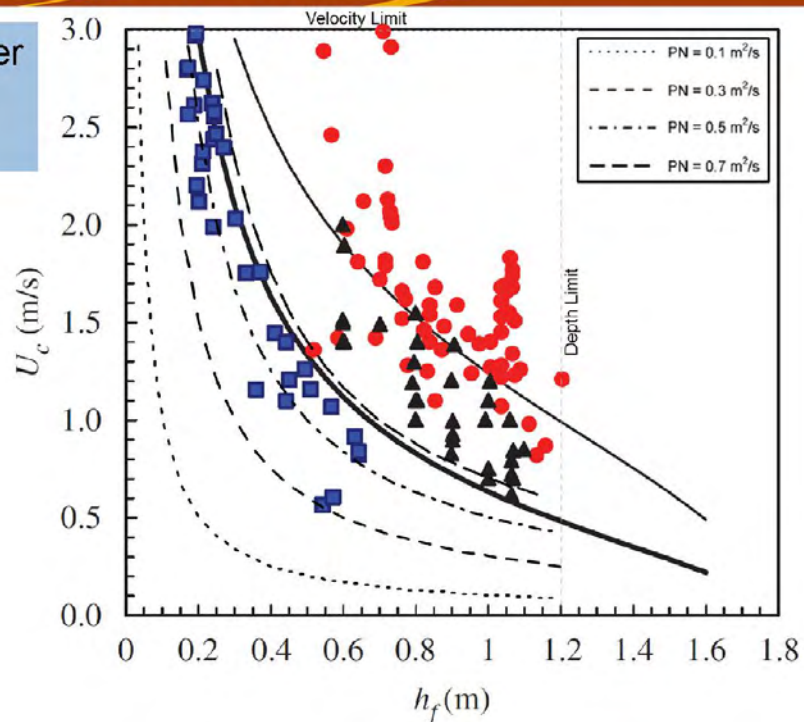 er
Velocity Limit
3.0
2.5
2.0
1.5
1.0
0.5
0.0
U_c (m/s)
PN = 0.1 m²/s
PN = 0.3 m²/s
PN = 0.5 m²/s
PN = 0.7 m²/s
Depth Limit
0 0.2 0.4 0.6 0.8 1 1.2 1.4 1.6 1.8
h_f (m)